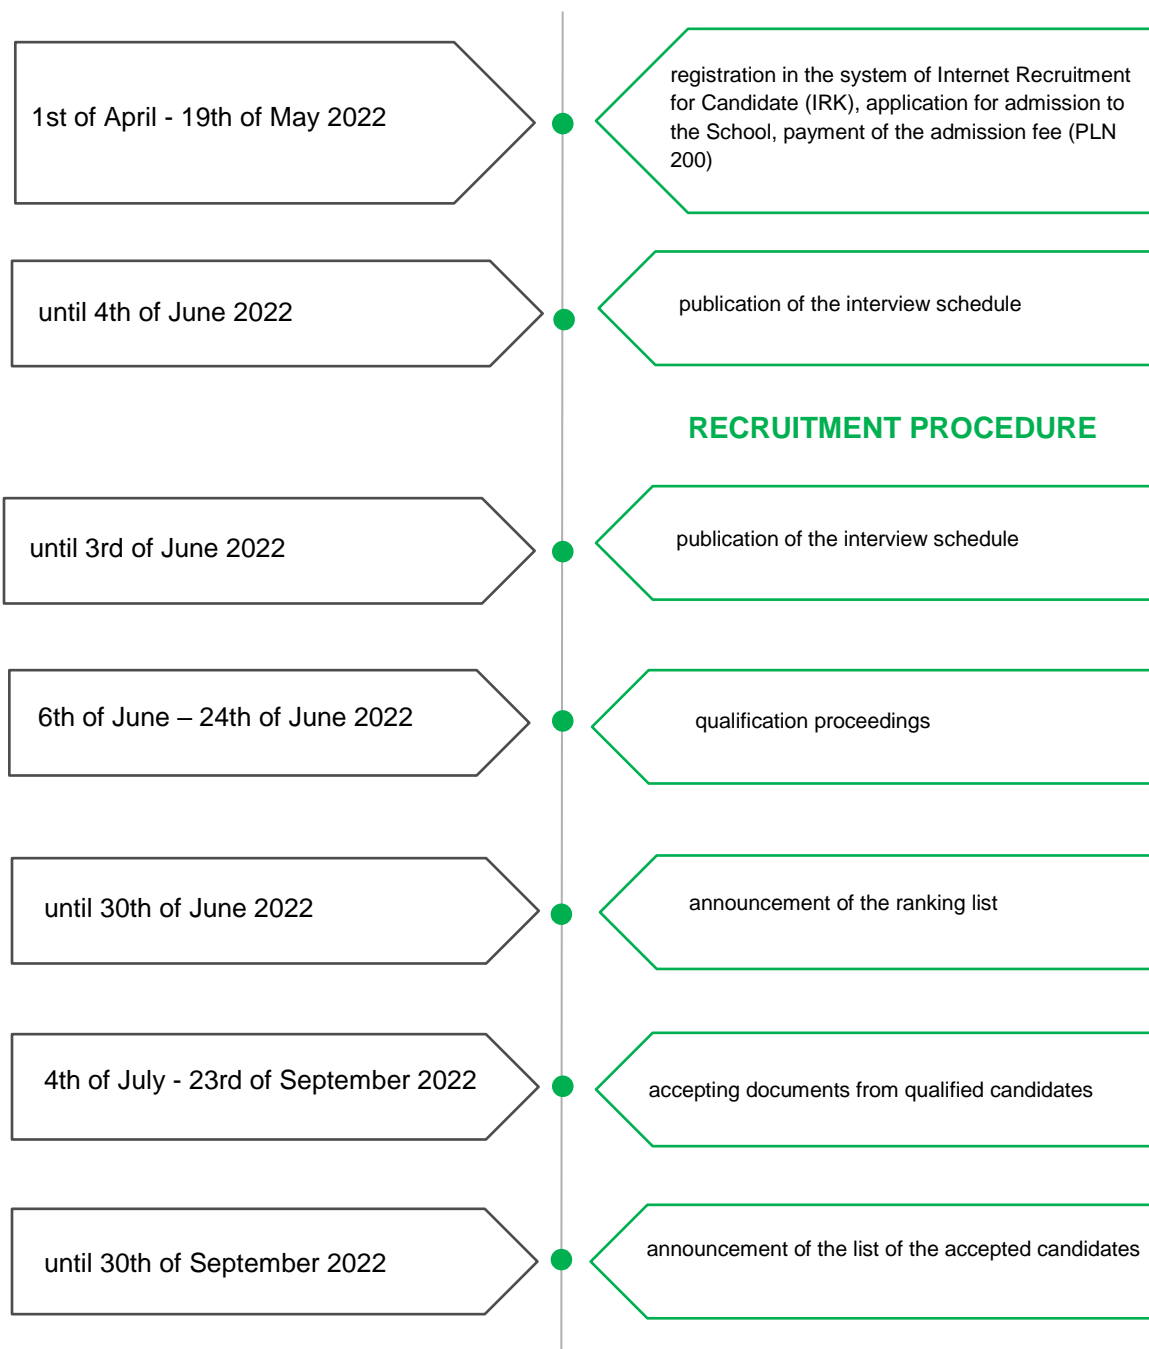 1st of April - 19th of May 2022
registration in the system of Internet Recruitment
for Candidate (IRK), application for admission to
the School, payment of the admission fee (PLN
200)
until 4th of June 2022
publication of the interview schedule
RECRUITMENT PROCEDURE
until 3rd of June 2022
publication of the interview schedule
6th of June – 24th of June 2022
qualification proceedings
until 30th of June 2022
announcement of the ranking list
4th of July - 23rd of September 2022
accepting documents from qualified candidates
until 30th of September 2022
announcement of the list of the accepted candidates